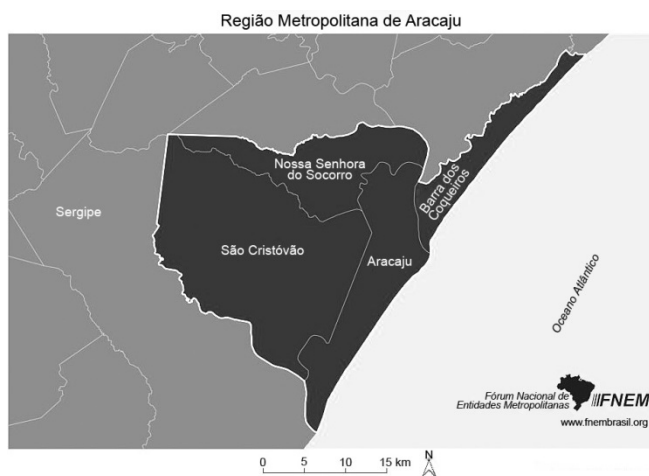 Região Metropolitana de Aracaju
Nossa Senhora
do Socorro
Barra dos
Coqueiros
Sergipe
São Cristóvão
Aracaju
Oceano Atlântico
Fórum Nacional de
Entidades Metropolitanas
FNEM
www.fnembrasil.org
0 5 10 15 km
N